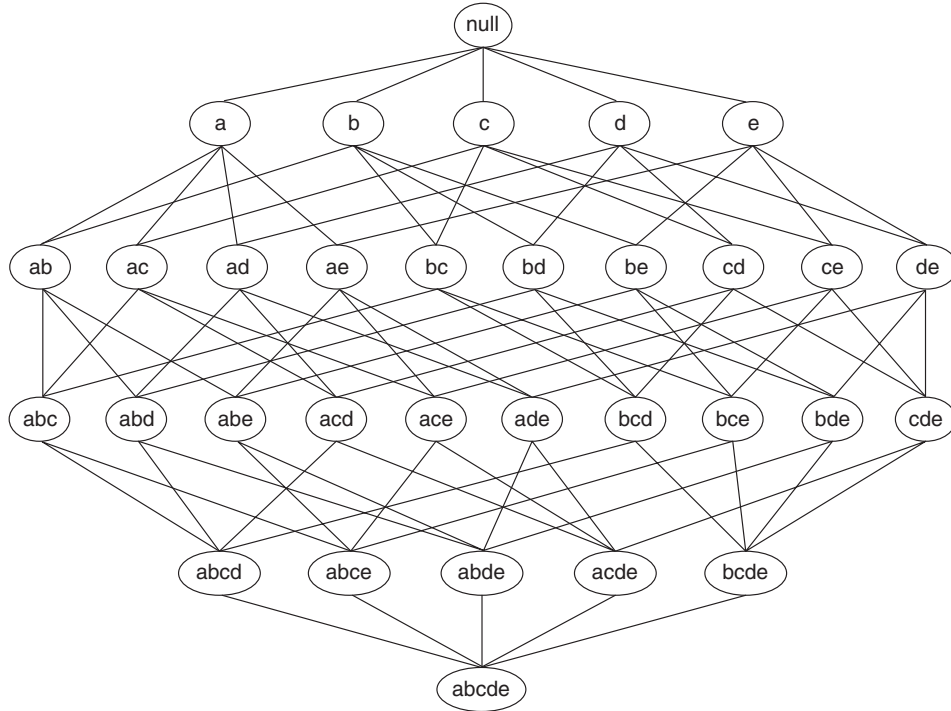 null
a b c d e
ab ac ad ae bc bd be cd ce de
abc abd abe acd ace ade bcd bce bde cde
abcd abce abde acde bcde
abcde